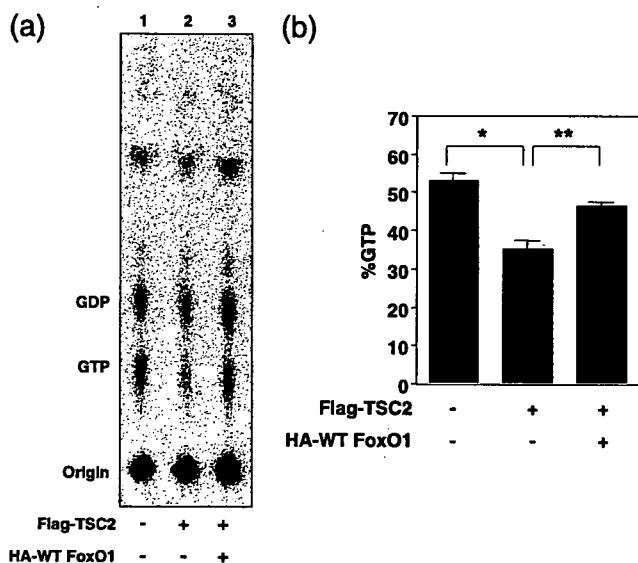 (a)
1 2 3
GDP
GTP
Origin
Flag-TSC2 - + +
HA-WT FoxO1 - - +
(b)
70
60
50
40
30
20
10
0
%GTP
* **
Flag-TSC2 - + +
HA-WT FoxO1 - - +